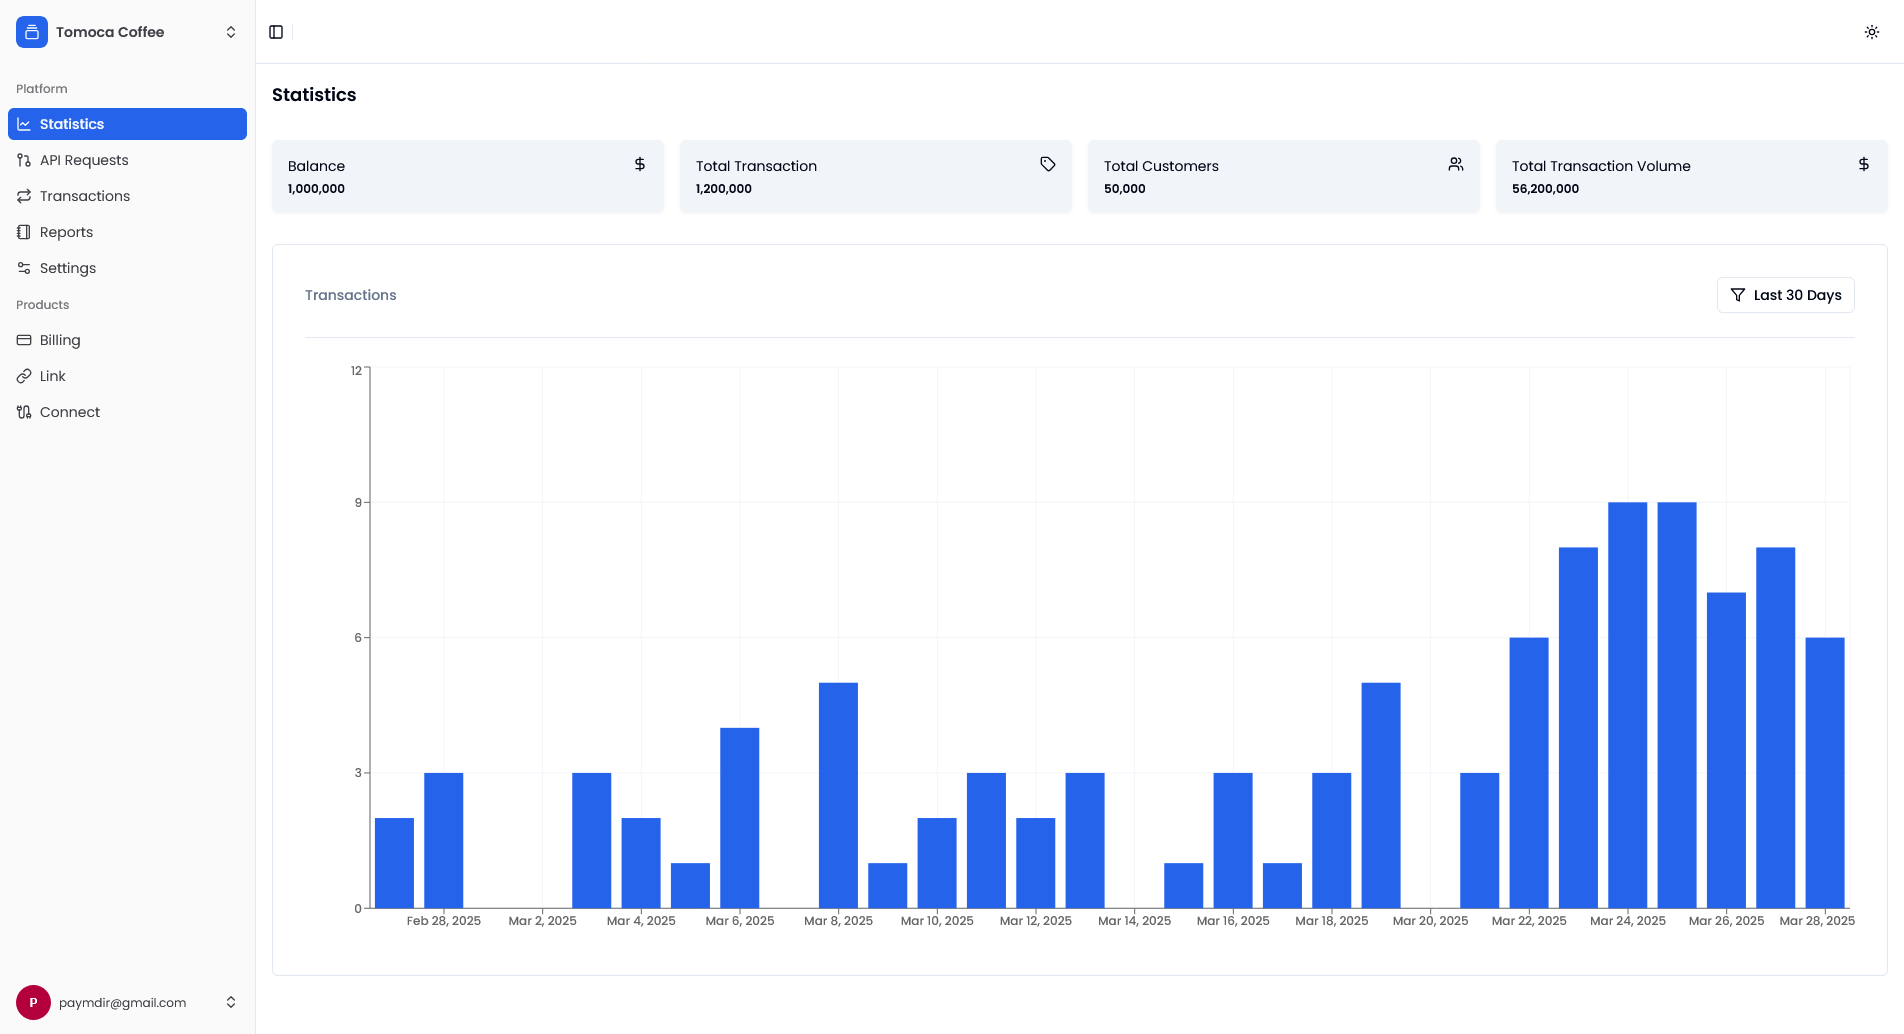 Tomoca Coffee
Platform
Statistics
API Requests
Transactions
Reports
Settings
Products
Billing
Link
Connect
P
paymdir@gmail.com
Statistics
Balance
1,000,000
Total Transaction
1,200,000
Total Customers
50,000
Total Transaction Volume
56,200,000
Transactions
Last 30 Days
12
9
6
3
0
Feb 28, 2025
Mar 2, 2025
Mar 4, 2025
Mar 6, 2025
Mar 8, 2025
Mar 10, 2025
Mar 12, 2025
Mar 14, 2025
Mar 16, 2025
Mar 18, 2025
Mar 20, 2025
Mar 22, 2025
Mar 24, 2025
Mar 26, 2025
Mar 28, 2025